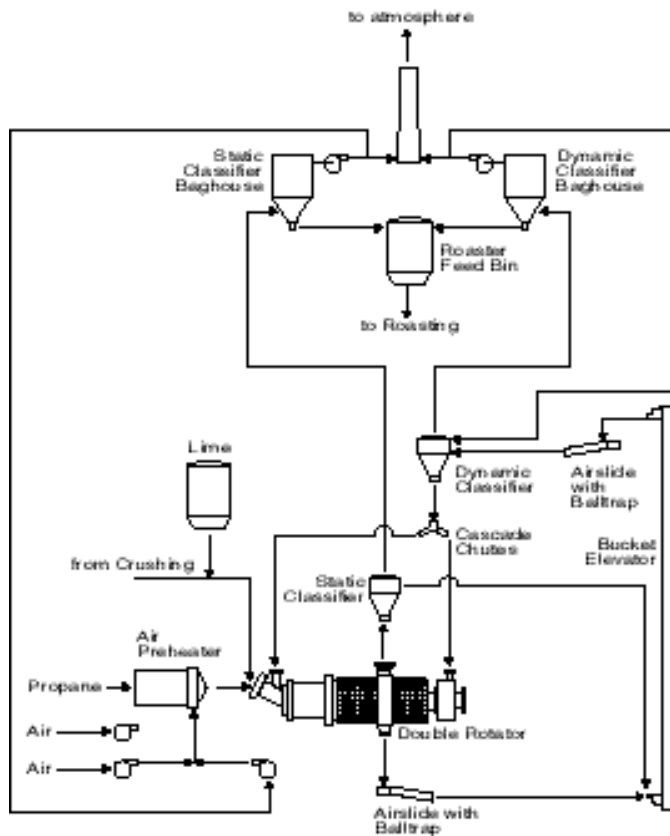 to atmosphere
Static
Classifier
Baghouse
Dynamic
Classifier
Baghouse
Roaster
Feed Bin
to Roasting
Lime
Dynamic
Classifier
Airslide
with
Balltrap
Cascade
Chutes
Bucket
Elevator
from Crushing
Static
Classifier
Air
Preheater
Propane
Air
Double Rotator
Air
Airslide with
Balltrap